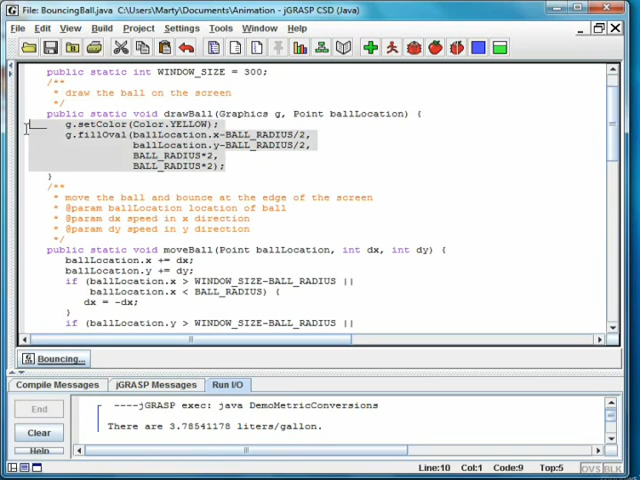 File: BouncingBall.java  C:\Users\Marty\Documents\Animation - jGRASP CSD (Java)
File Edit View Build Project Settings Tools Window Help
public static int WINDOW_SIZE = 300;
/**
* draw the ball on the screen
*/
public static void drawBall(Graphics g, Point ballLocation) {
g.setColor(Color.YELLOW);
g.fillOval(ballLocation.x-BALL_RADIUS/2,
ballLocation.y-BALL_RADIUS/2,
BALL_RADIUS*2,
BALL_RADIUS*2);
}
/**
* move the ball and bounce at the edge of the screen
* @param ballLocation location of ball
* @param dx speed in x direction
* @param dy speed in y direction
*/
public static void moveBall(Point ballLocation, int dx, int dy) {
ballLocation.x += dx;
ballLocation.y += dy;
if (ballLocation.x > WINDOW_SIZE-BALL_RADIUS ||
ballLocation.x < BALL_RADIUS) {
dx = -dx;
}
if (ballLocation.y > WINDOW_SIZE-BALL_RADIUS ||
Bouncing...
Compile Messages jGRASP Messages Run I/O
End
Clear
Help
----jGRASP exec: java DemoMetricConversions
There are 3.78541178 liters/gallon.
Line:10 Col:1 Code:9 Top:5 OVS BLK